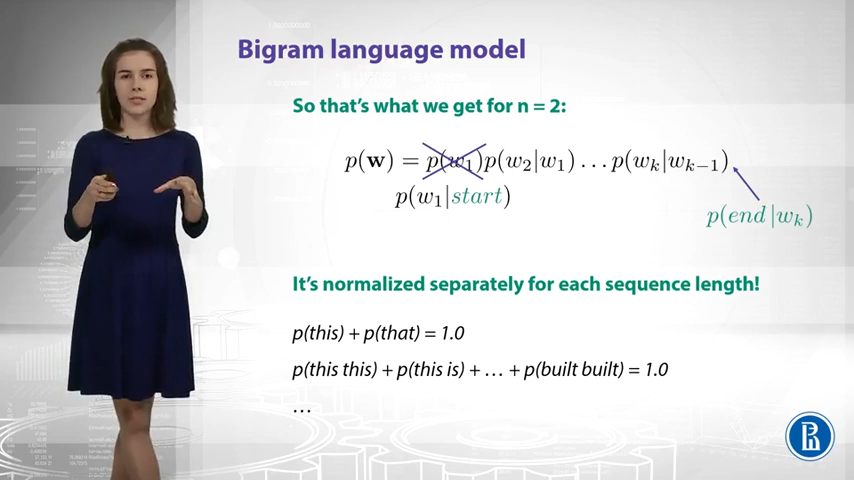 Bigram language model
So that's what we get for n = 2:
p(w) = p(w₁)p(w₂|w₁) … p(wₖ|wₖ₋₁)
p(w₁|start)
p(end |wₖ)
It's normalized separately for each sequence length!
p(this) + p(that) = 1.0
p(this this) + p(this is) + … + p(built built) = 1.0
…